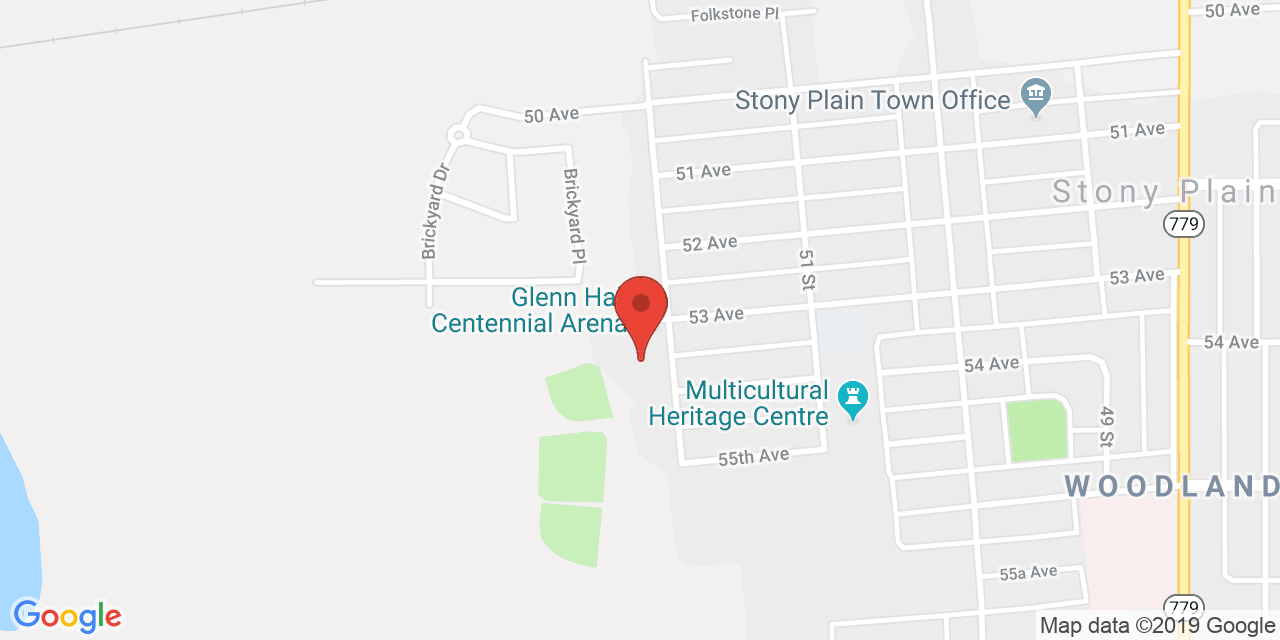 Folkstone Pl
50 Ave
Stony Plain Town Office
50 Ave
51 Ave
51 Ave
Brickyard Dr
Brickyard Pl
Stony Plain
779
52 Ave
51 St
53 Ave
Glenn Ha
Centennial Arena
53 Ave
54 Ave
54 Ave
Multicultural
Heritage Centre
49 St
55th Ave
WOODLAND
55a Ave
779
Google
Map data ©2019 Google